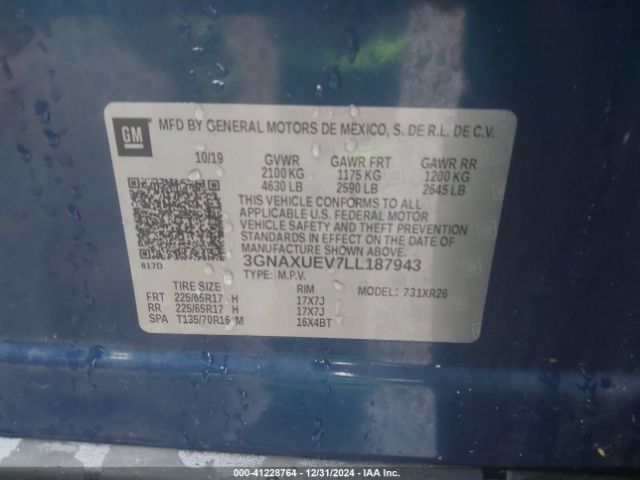 GM
MFD BY GENERAL MOTORS DE MEXICO, S. DE R.L. DE C.V.
10/19 GVWR GAWR FRT GAWR RR
2100 KG 1175 KG 1200 KG
4630 LB 2590 LB 2645 LB
THIS VEHICLE CONFORMS TO ALL
APPLICABLE U.S. FEDERAL MOTOR
VEHICLE SAFETY AND THEFT PREVENTION
STANDARDS IN EFFECT ON THE DATE OF
MANUFACTURE SHOWN ABOVE.
617D 3GNAXUEV7LL187943
TYPE: M.P.V. MODEL: 731XR26
TIRE SIZE RIM
FRT 225/65R17 H 17X7J
RR 225/65R17 H 17X7J
SPA T135/70R16 M 16X4BT
000-41228764 - 12/31/2024 - IAA Inc.